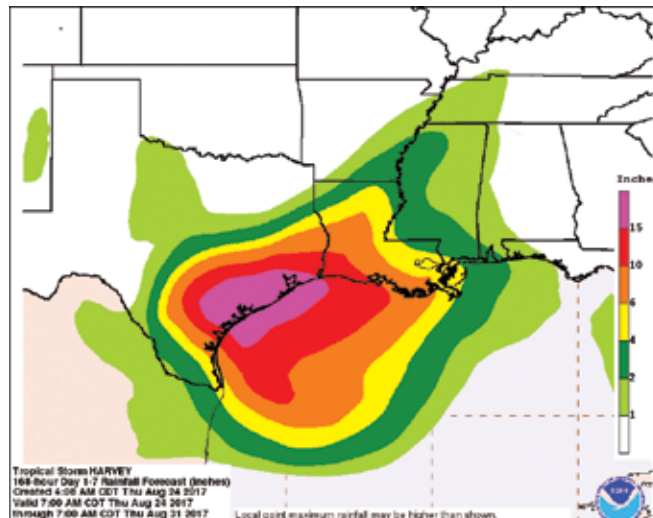 Inches
15
10
6
4
2
1
Tropical Storm HARVEY
168-hour Day 1-7 Rainfall Forecast (inches)
Created 4:06 AM CDT Thu Aug 24 2017
Valid 7:00 AM CDT Thu Aug 24 2017
through 7:00 AM CDT Thu Aug 31 2017
Local point maximum rainfall may be higher than shown.